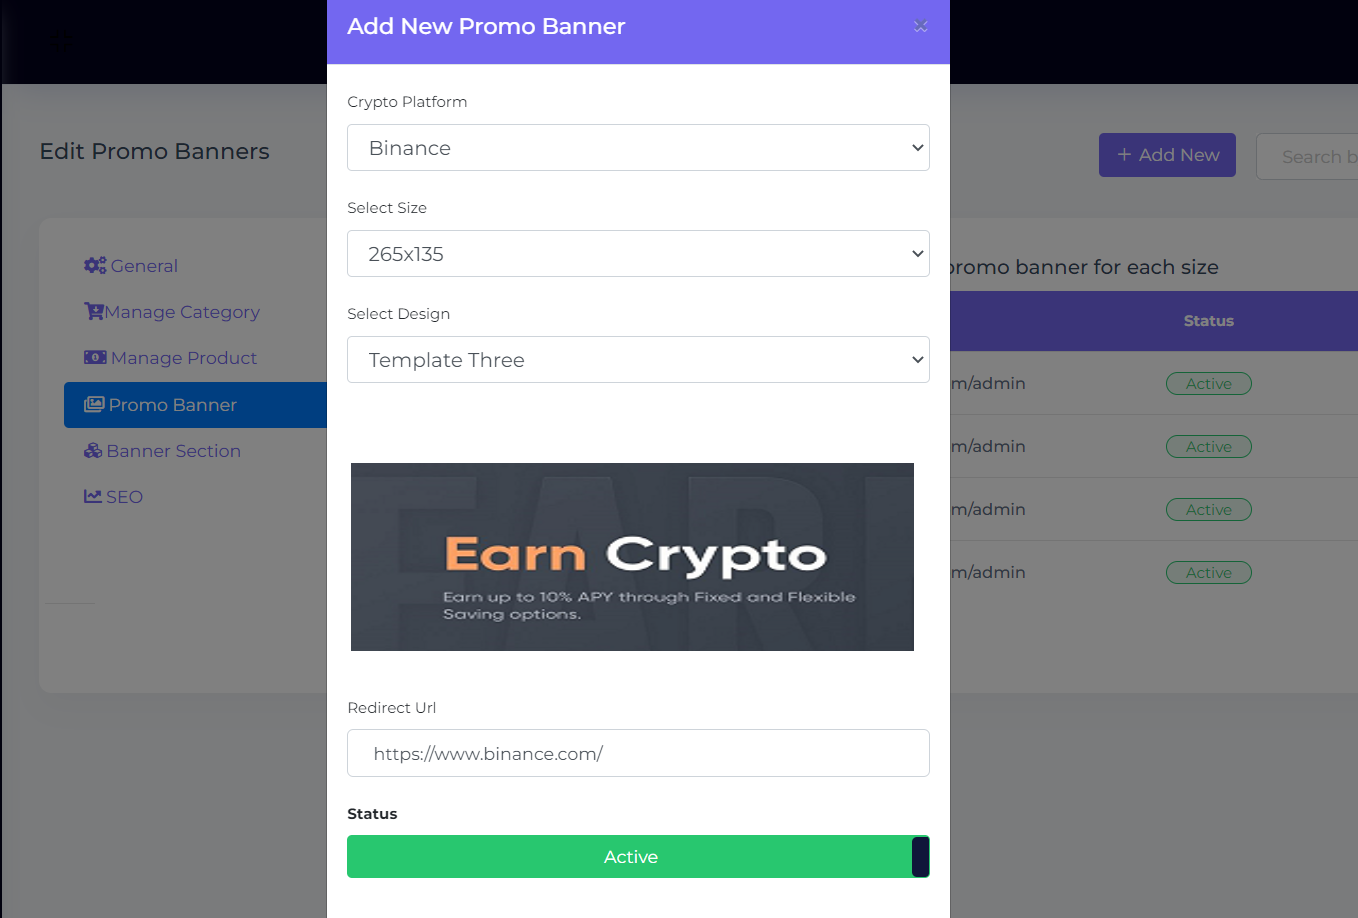 Add New Promo Banner
×
Crypto Platform
Binance
Select Size
265x135
Select Design
Template Three
Earn Crypto
Earn up to 10% APY through Fixed and Flexible
Saving options.
Redirect Url
https://www.binance.com/
Status
Active
Edit Promo Banners
+ Add New
Search b
General
Manage Category
Manage Product
Promo Banner
Banner Section
SEO
promo banner for each size
Status
m/admin Active
m/admin Active
m/admin Active
m/admin Active